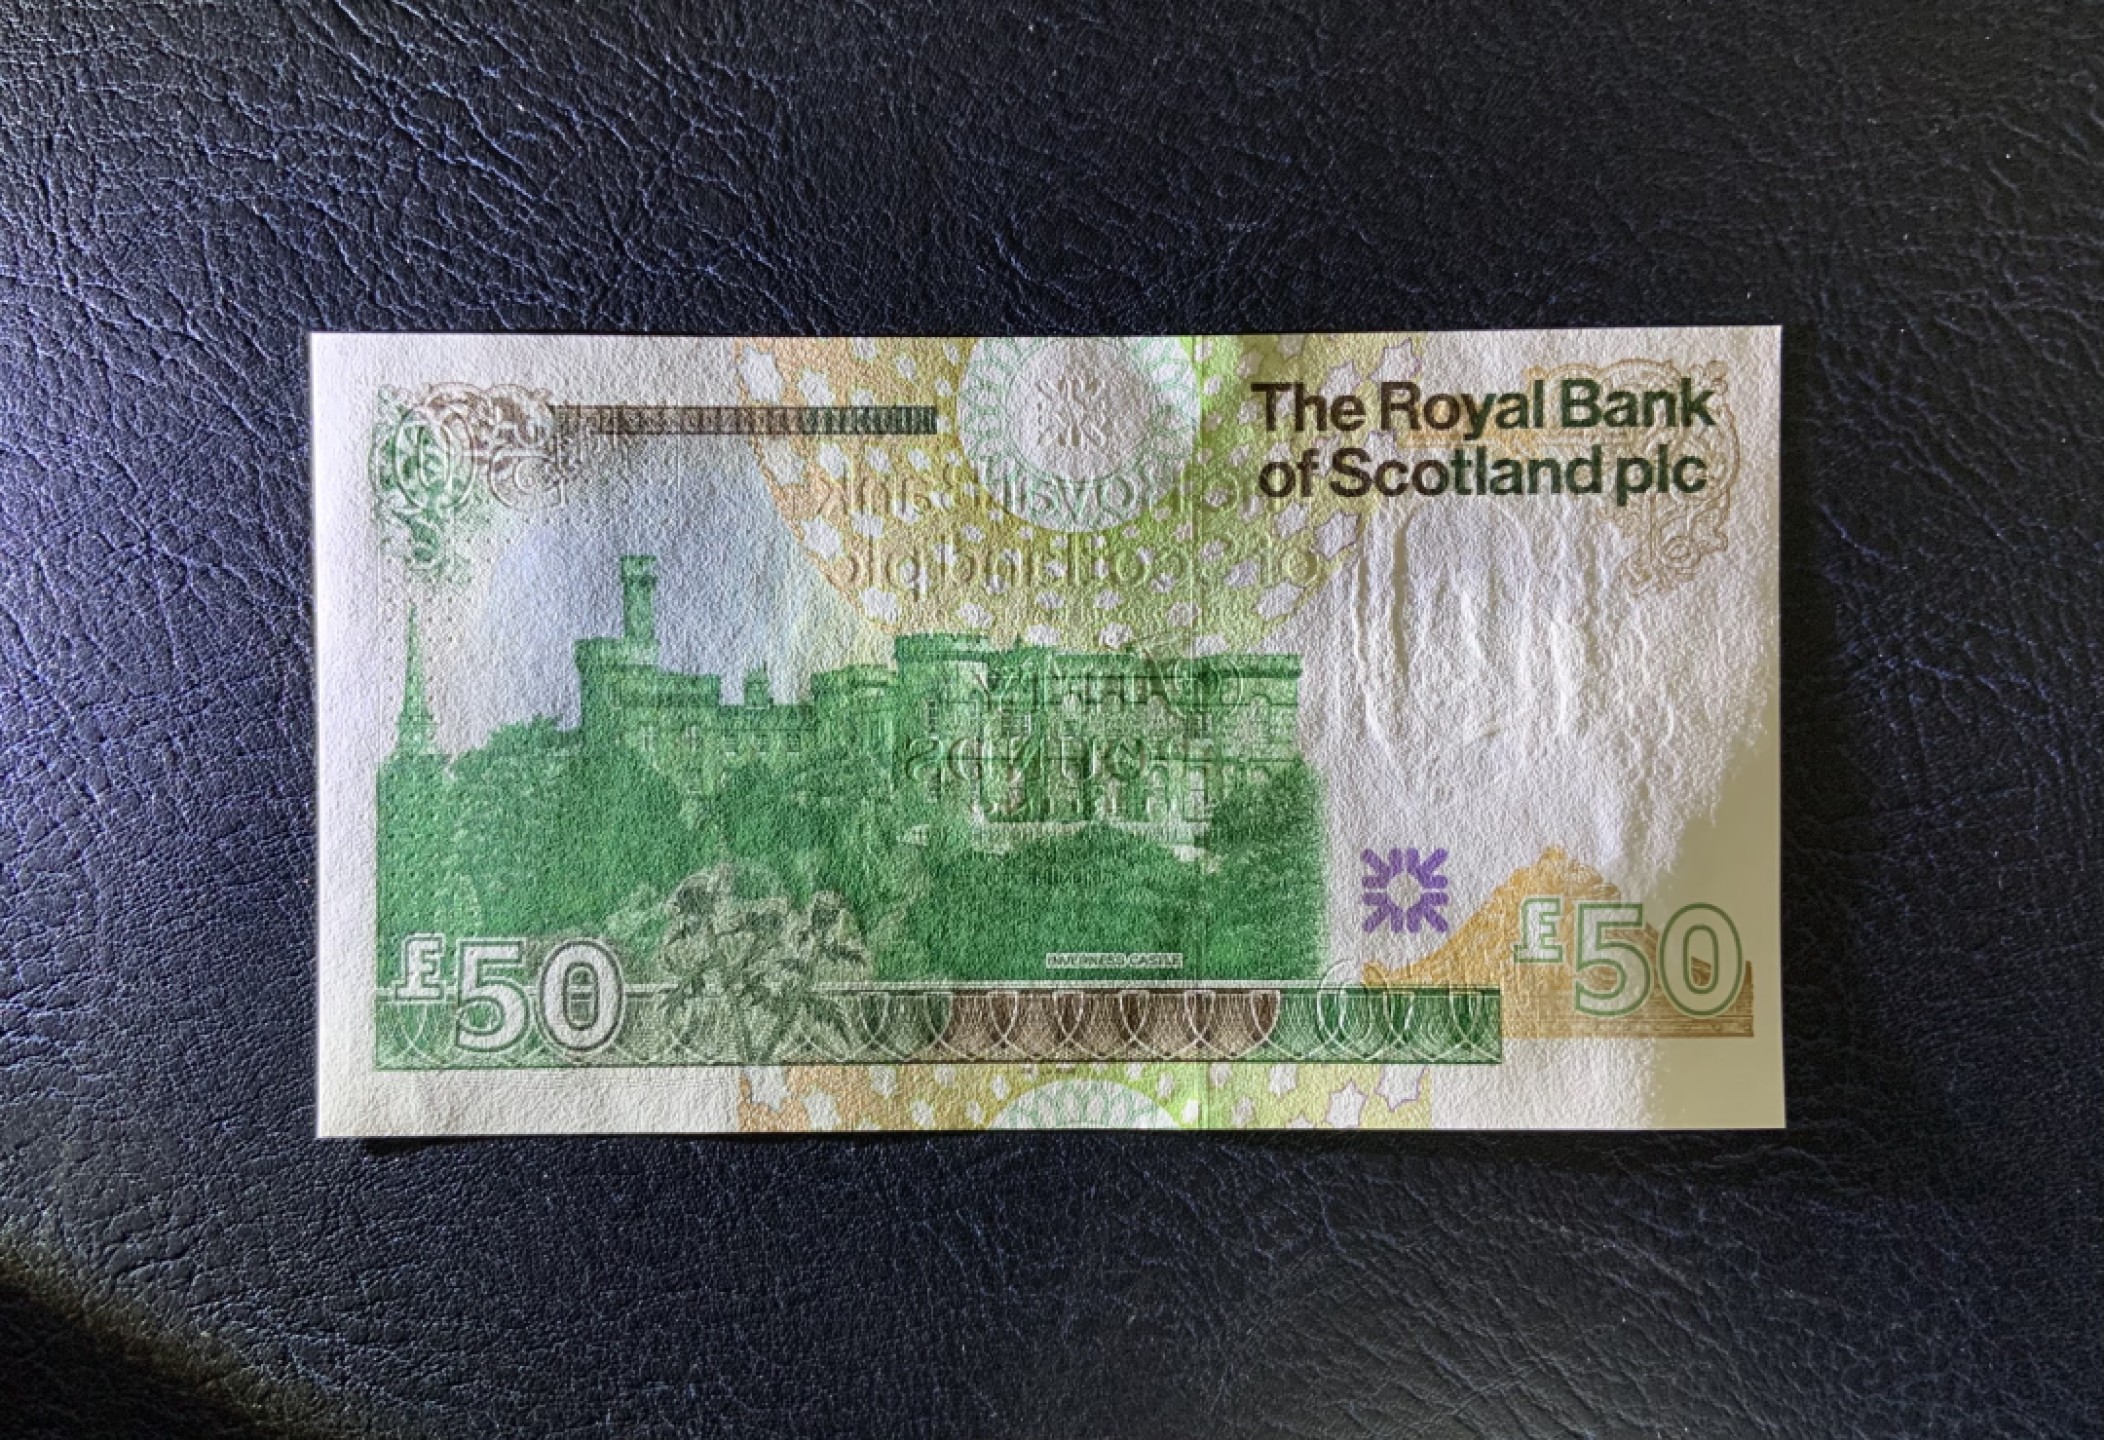 The Royal Bank
of Scotland plc
INVERNESS CASTLE
£50
£50